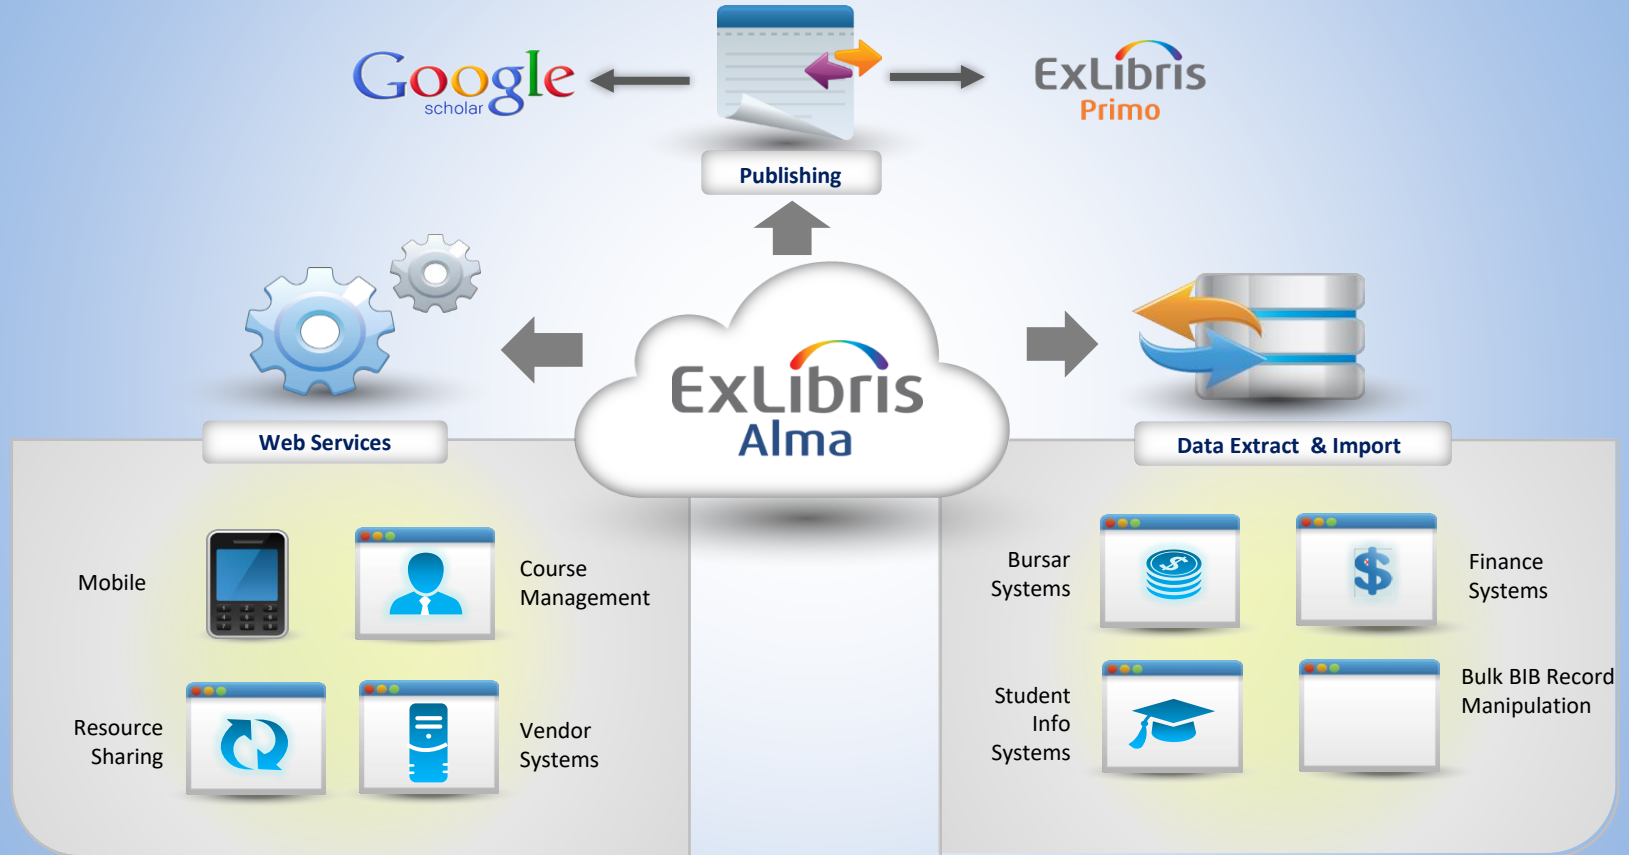 Google
scholar
ExLibris
Primo
Publishing
ExLibris
Alma
Web Services
Data Extract & Import
Mobile
Course
Management
Resource
Sharing
Vendor
Systems
Bursar
Systems
Finance
Systems
Student
Info
Systems
Bulk BIB Record
Manipulation